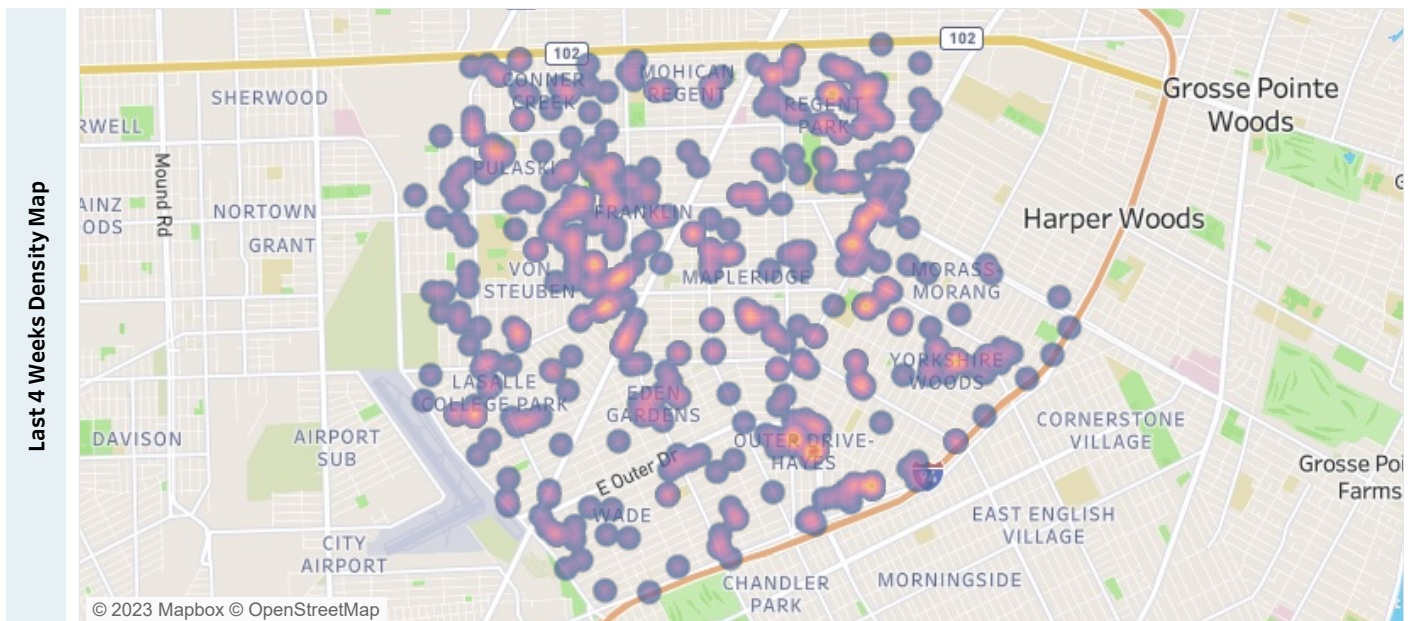 Last 4 Weeks Density Map
102
102
MOHICAN
REGENT
CONNER
CREEK
SHERWOOD
Grosse Pointe
Woods
REGENT
PARK
RWELL
Mound Rd
PULASKI
AINZ
ODS
NORTOWN
FRANKLIN
Harper Woods
GRANT
VON
STEUBEN
MAPLERIDGE
MORASS-
MORANG
YORKSHIRE
WOODS
LASALLE
COLLEGE PARK
EDEN
GARDENS
CORNERSTONE
VILLAGE
DAVISON
AIRPORT
SUB
OUTER DRIVE-
HAYES
E Outer Dr
Grosse Poi
Farms
WADE
EAST ENGLISH
VILLAGE
CITY
AIRPORT
CHANDLER
PARK
MORNINGSIDE
© 2023 Mapbox © OpenStreetMap